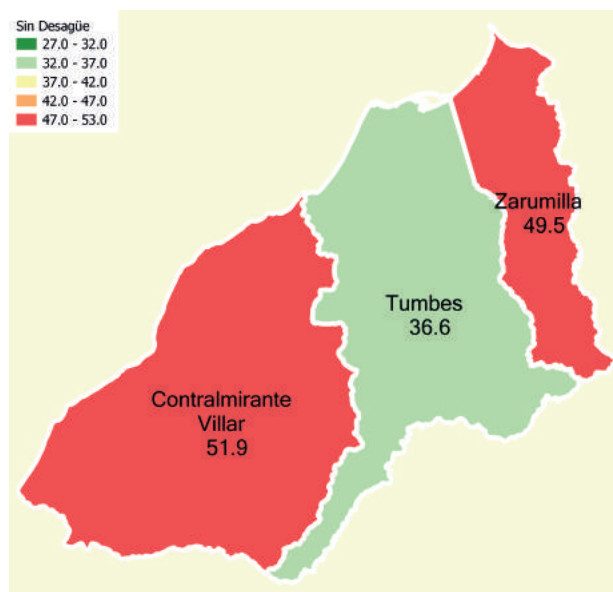 Sin Desagüe
27.0 - 32.0
32.0 - 37.0
37.0 - 42.0
42.0 - 47.0
47.0 - 53.0
Zarumilla
49.5
Tumbes
36.6
Contralmirante
Villar
51.9